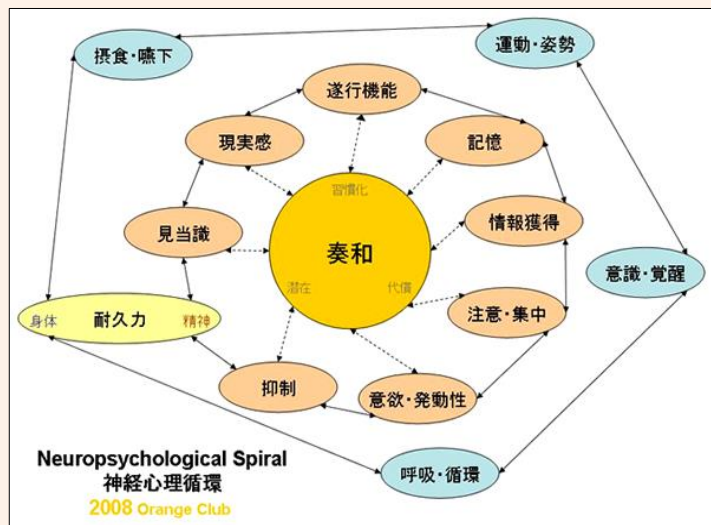 摂食・嚥下
運動・姿勢
遂行機能
現実感
記憶
習慣化
見当識
奏和
情報獲得
意識・覚醒
潜在
代償
身体 耐久力 精神
注意・集中
抑制
意欲・発動性
Neuropsychological Spiral
神経心理循環
2008 Orange Club
呼吸・循環